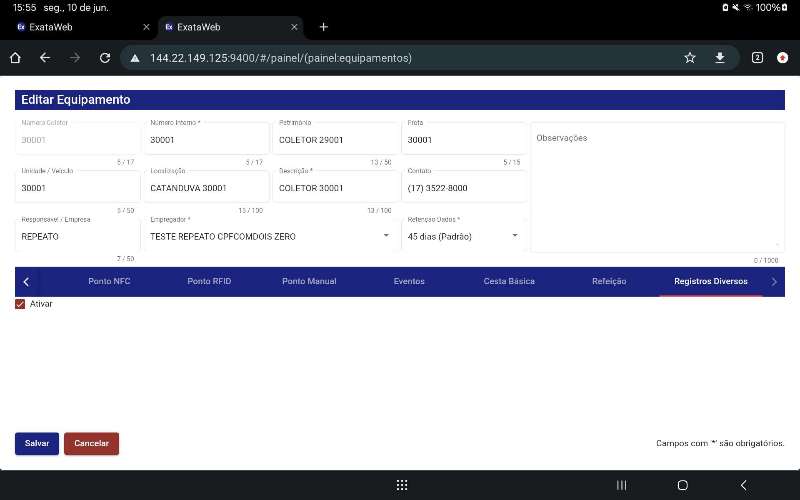 15:55 seg., 10 de jun. 100%
ExataWeb ExataWeb
144.22.149.125:9400/#/painel/(painel:equipamentos) 2
Editar Equipamento
Número Coletor Número Interno * Patrimônio Frota
30001 30001 COLETOR 29001 30001 Observações
5 / 17 5 / 17 13 / 50 5 / 15
Unidade / Veículo Localização Descrição * Contato
30001 CATANDUVA 30001 COLETOR 30001 (17) 3522-8000
5 / 50 15 / 100 13 / 100
Responsável / Empresa Empregador * Retenção Dados *
REPEATO TESTE REPEATO CPFCOMDOIS ZERO 45 dias (Padrão)
7 / 50 0 / 1000
Ponto NFC Ponto RFID Ponto Manual Eventos Cesta Básica Refeição Registros Diversos
Ativar
Salvar Cancelar Campos com '*' são obrigatórios.